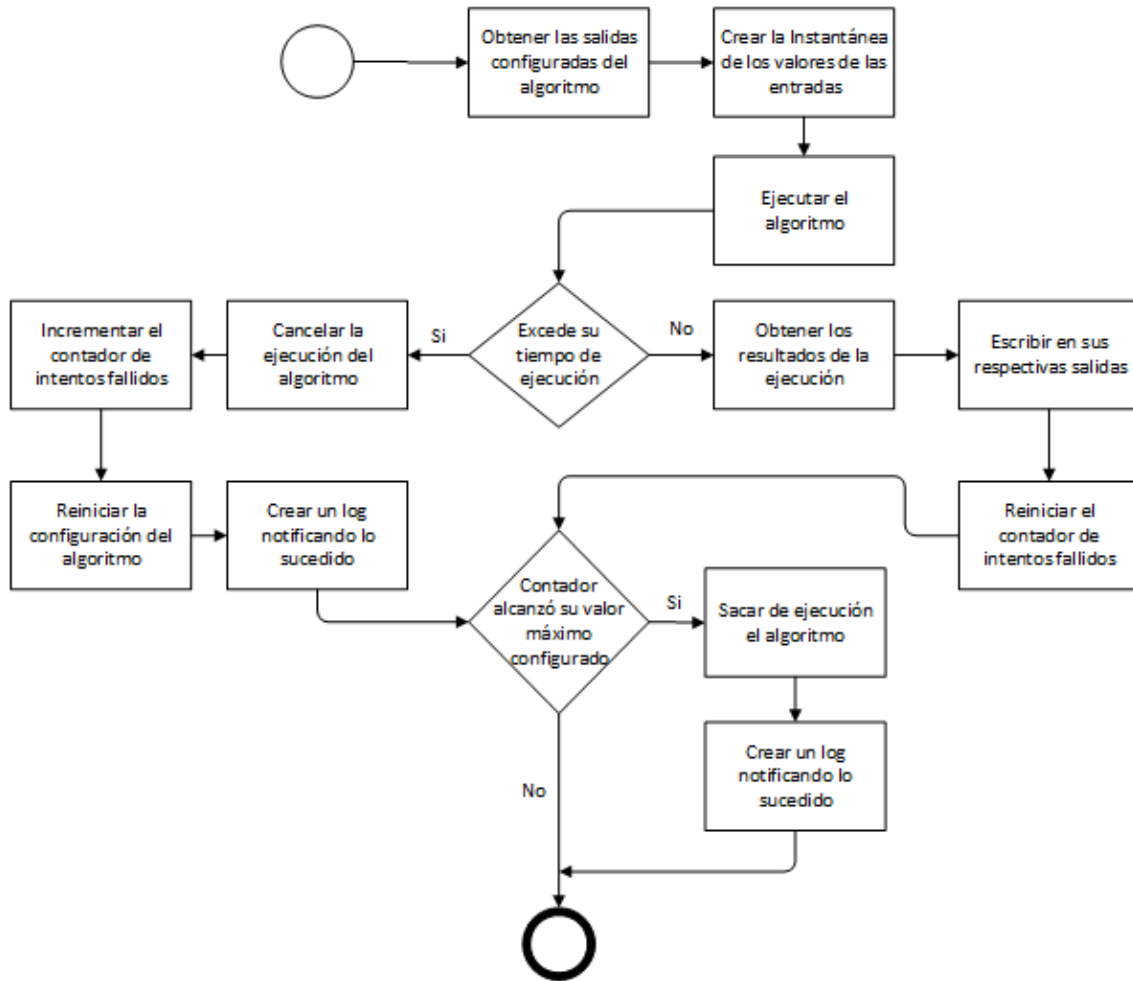 Obtener las salidas
configuradas del
algoritmo
Crear la Instantánea
de los valores de las
entradas
Ejecutar el
algoritmo
Excede su
tiempo de
ejecución
Si
No
Cancelar la
ejecución del
algoritmo
Incrementar el
contador de
intentos fallidos
Obtener los
resultados de la
ejecución
Escribir en sus
respectivas salidas
Reiniciar la
configuración del
algoritmo
Crear un log
notificando lo
sucedido
Reiniciar el
contador de
intentos fallidos
Contador
alcanzó su valor
máximo
configurado
Si
Sacar de ejecución
el algoritmo
Crear un log
notificando lo
sucedido
No